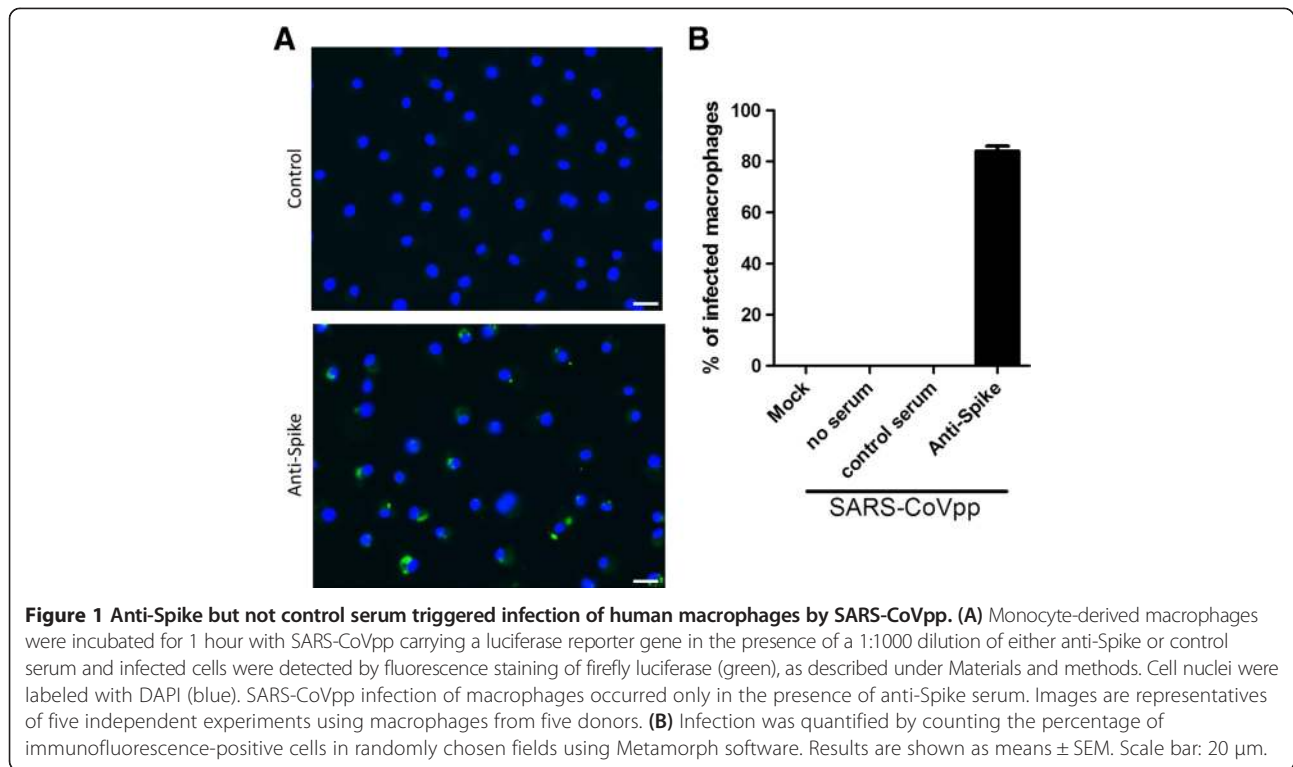 A
B
Control
Anti-Spike
% of infected macrophages
100
80
60
40
20
0
Mock
no serum
control serum
Anti-Spike
SARS-CoVpp
Figure 1 Anti-Spike but not control serum triggered infection of human macrophages by SARS-CoVpp. (A) Monocyte-derived macrophages
were incubated for 1 hour with SARS-CoVpp carrying a luciferase reporter gene in the presence of a 1:1000 dilution of either anti-Spike or control
serum and infected cells were detected by fluorescence staining of firefly luciferase (green), as described under Materials and methods. Cell nuclei were
labeled with DAPI (blue). SARS-CoVpp infection of macrophages occurred only in the presence of anti-Spike serum. Images are representatives
of five independent experiments using macrophages from five donors. (B) Infection was quantified by counting the percentage of
immunofluorescence-positive cells in randomly chosen fields using Metamorph software. Results are shown as means ± SEM. Scale bar: 20 μm.